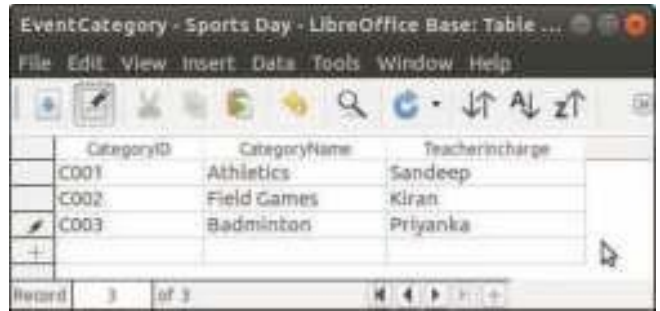 EventCategory - Sports Day - LibreOffice Base: Table ...
File Edit View Insert Data Tools Window Help
CategoryID CategoryName TeacherIncharge
C001 Athletics Sandeep
C002 Field Games Kiran
C003 Badminton Priyanka
Record 3 of 3